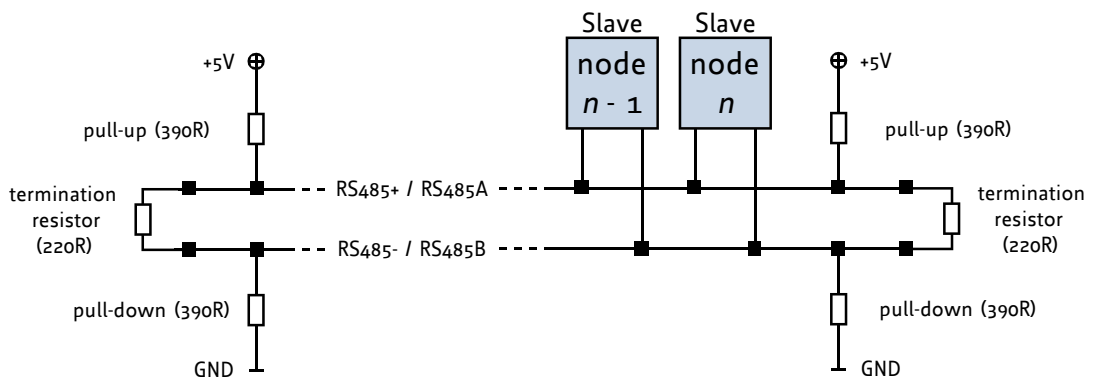 Slave Slave
node node
n - 1 n
+5V +5V
pull-up (390R) pull-up (390R)
termination
resistor
(220R)
RS485+ / RS485A
RS485- / RS485B
termination
resistor
(220R)
pull-down (390R) pull-down (390R)
GND GND